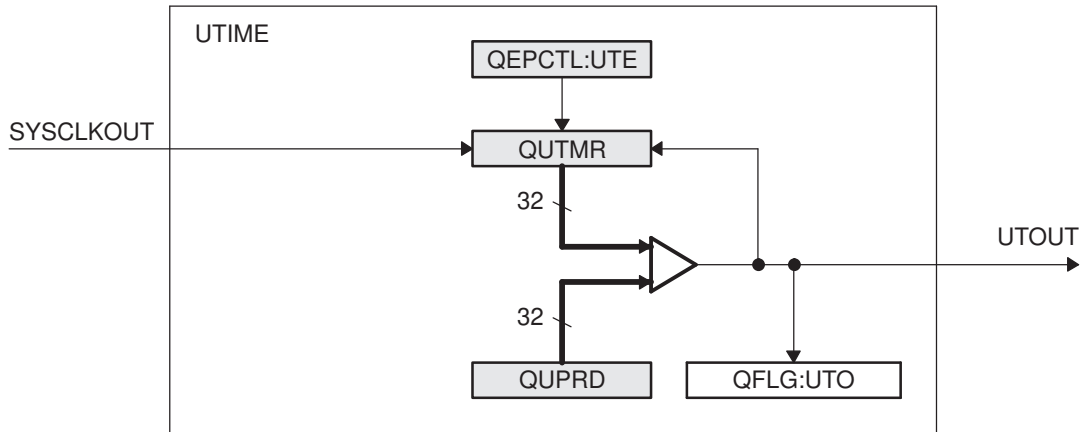 UTIME
QEPCTL:UTE
SYSCLKOUT
QUTMR
32
UTOUT
32
QUPRD
QFLG:UTO